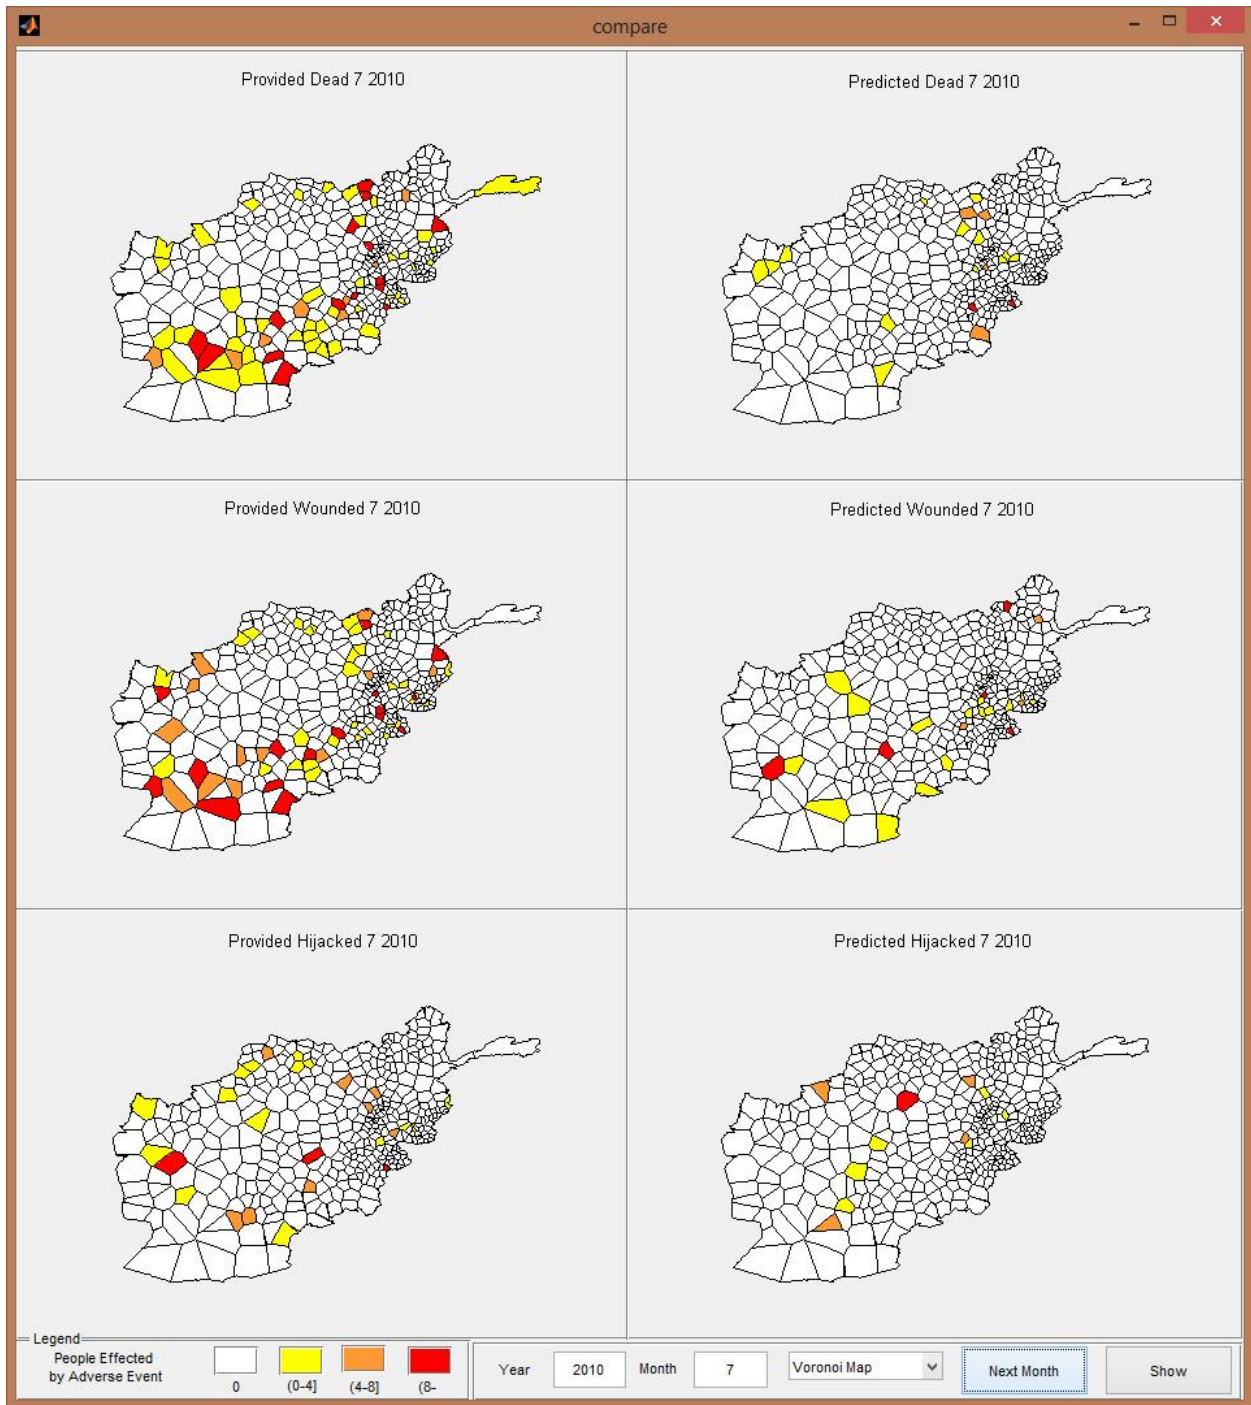 compare
Provided Dead 7 2010
Predicted Dead 7 2010
Provided Wounded 7 2010
Predicted Wounded 7 2010
Provided Hijacked 7 2010
Predicted Hijacked 7 2010
Legend
People Effected
by Adverse Event
0
(0-4]
(4-8]
(8-
Year
2010
Month
7
Voronoi Map
Next Month
Show